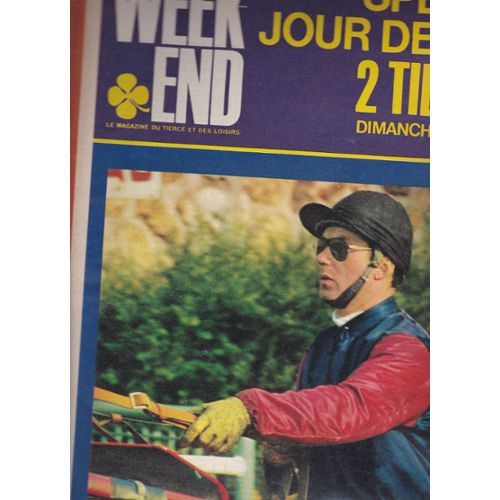 WEEK
END
LE MAGAZINE DU TIERCÉ ET DES LOISIRS
JOUR DE
2
DIMANCH